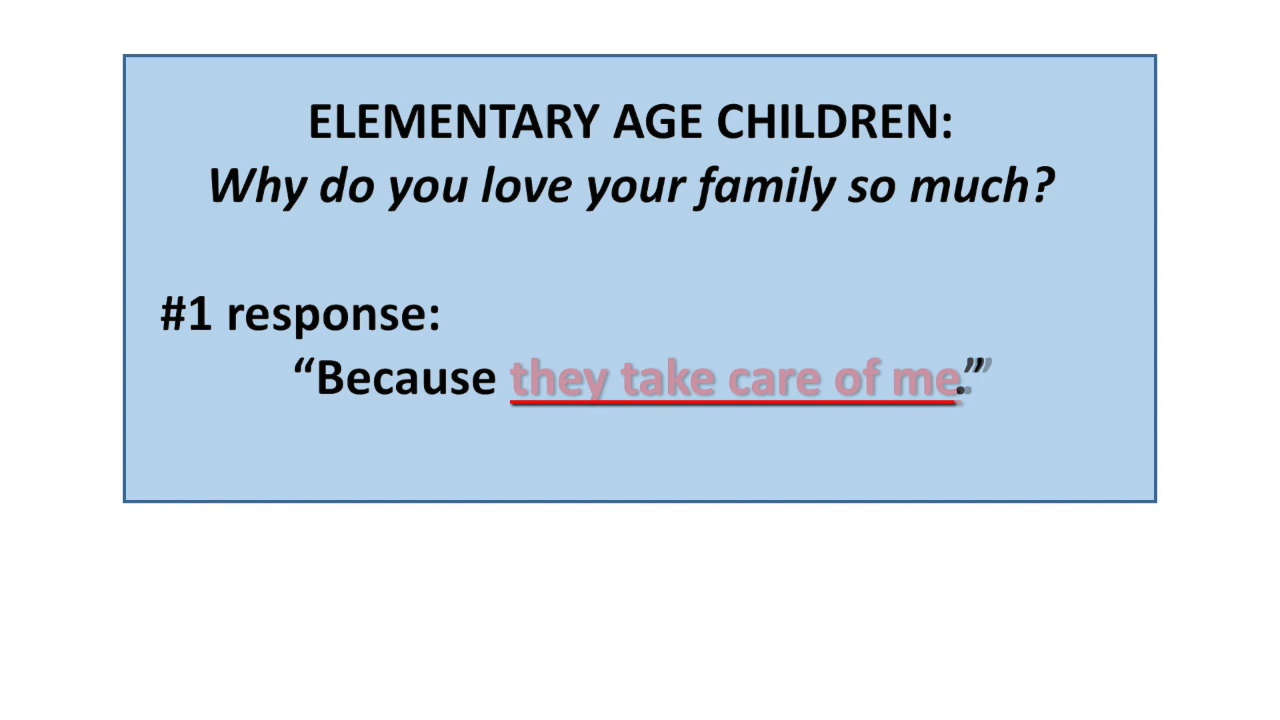 ELEMENTARY AGE CHILDREN:
Why do you love your family so much?
#1 response:
“Because they take care of me.”